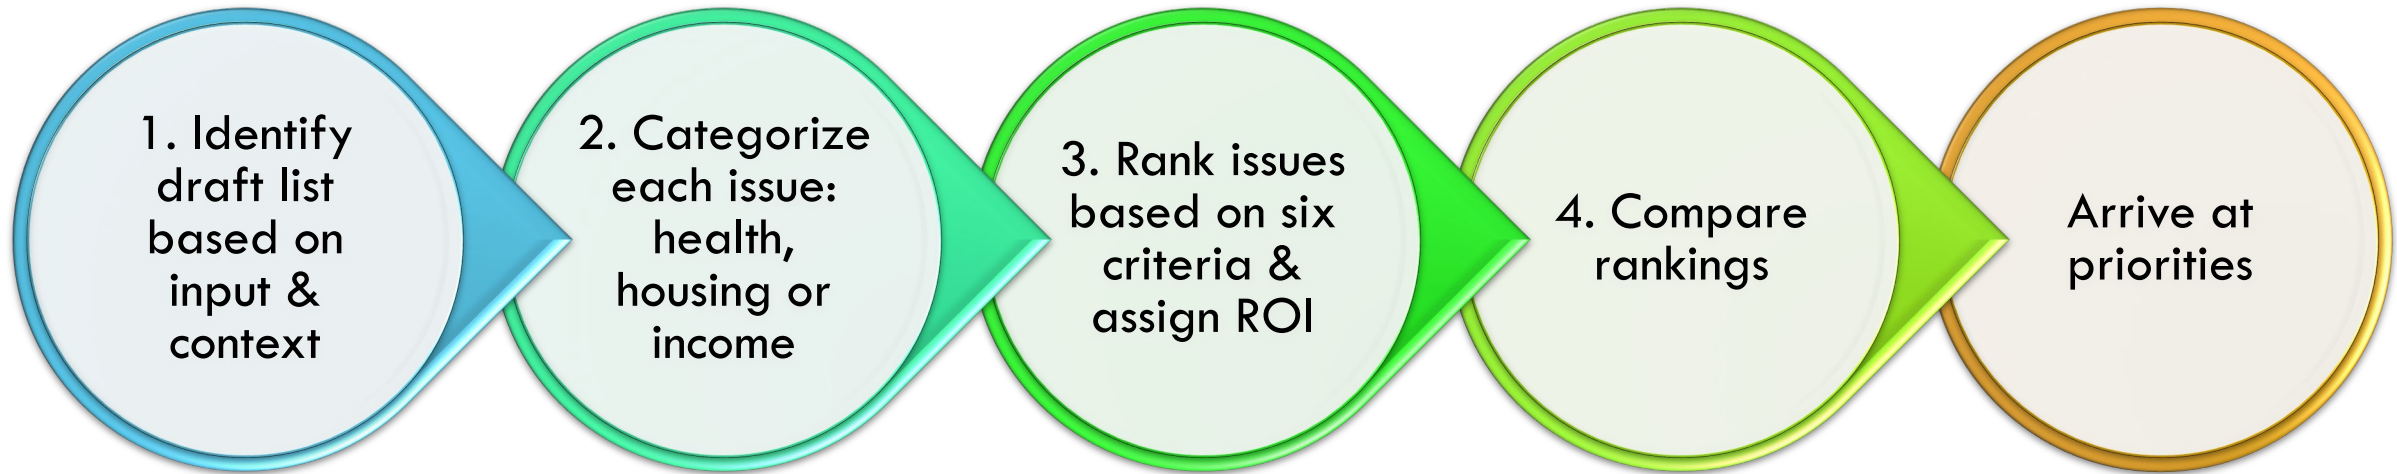 1. Identify
draft list
based on
input &
context
2. Categorize
each issue:
health,
housing or
income
3. Rank issues
based on six
criteria &
assign ROI
4. Compare
rankings
Arrive at
priorities